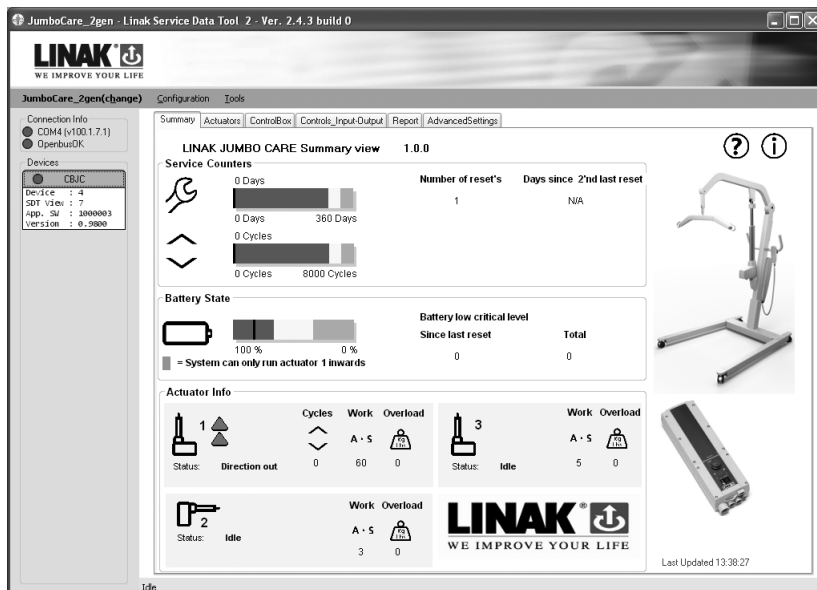 JumboCare_2gen - Linak Service Data Tool 2 - Ver. 2.4.3 build 0
LINAK
WE IMPROVE YOUR LIFE
JumboCare_2gen(change) Configuration Tools
Connection Info
COM4 (v100.1.7.1)
OpenbusOK
Devices
CBJC
Device : 4
SDT View : 7
App. SW : 1000003
Version : 0.9800
Summary Actuators ControlBox Controls_Input-Output Report AdvancedSettings
LINAK JUMBO CARE Summary view 1.0.0
? i
Service Counters
0 Days
0 Days 360 Days
0 Cycles
0 Cycles 8000 Cycles
Number of reset's Days since 2'nd last reset
1 N/A
Battery State
100 % 0 %
= System can only run actuator 1 inwards
Battery low critical level
Since last reset Total
0 0
Actuator Info
1
Cycles Work Overload
A · S Kg Lbs
Status: Direction out 0 60 0
3
Work Overload
A · S Kg Lbs
Status: Idle 5 0
2
Work Overload
A · S Kg Lbs
Status: Idle
3 0
LINAK®
WE IMPROVE YOUR LIFE
Last Updated 13:38:27
Idle